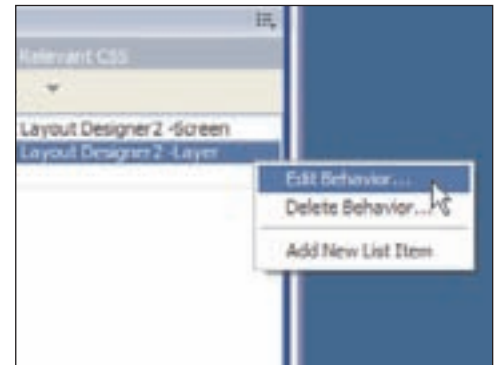 Relevant CSS
Layout Designer2 -Screen
Layout Designer2 -Layer
Edit Behavior...
Delete Behavior...
Add New List Item